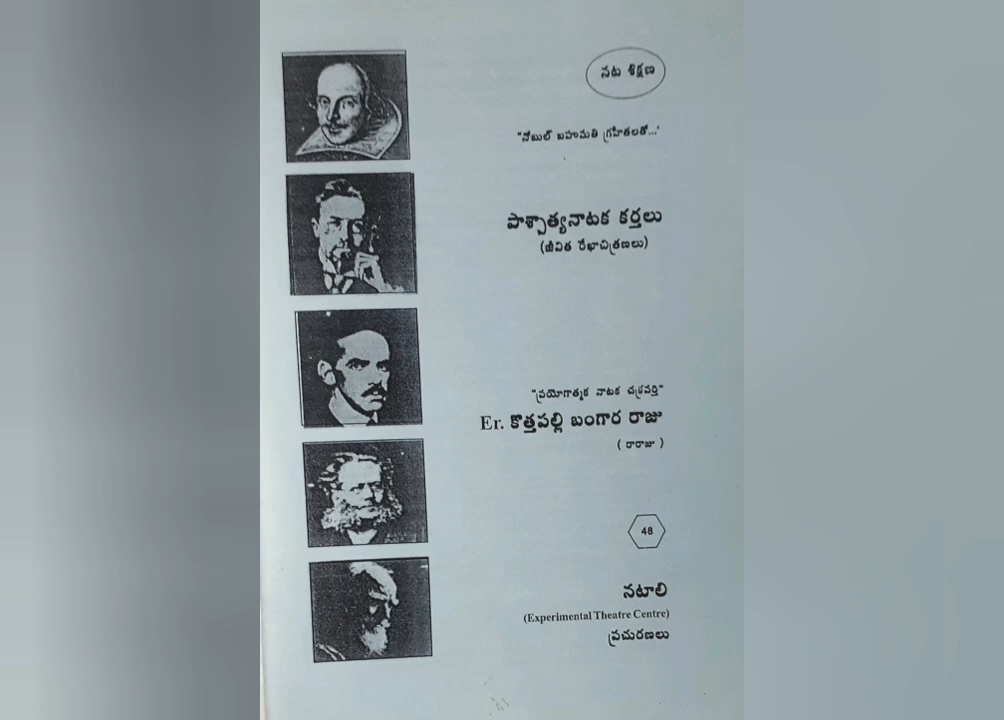 నట శిక్షణ
"నోబుల్ బహుమతి గ్రహీతలతో..."
పాశ్చాత్యనాటక కర్తలు
(జీవిత రేఖాచిత్రణలు)
"ప్రయోగాత్మక నాటక చక్రవర్తి"
Er. కొత్తపల్లి బంగార రాజు
( రారాజు )
48
నటాలి
(Experimental Theatre Centre)
ప్రచురణలు